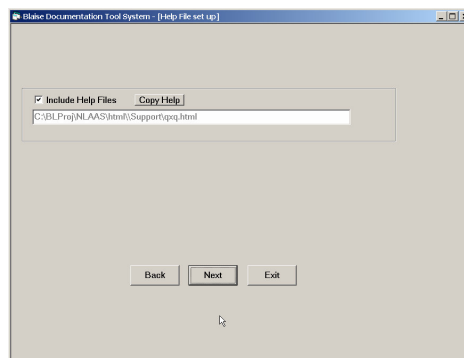 Blaise Documentation Tool System - [Help File set up]
Include Help Files Copy Help
C:\BLProj\NLAAS\html\\Support\qxq.html
Back Next Exit